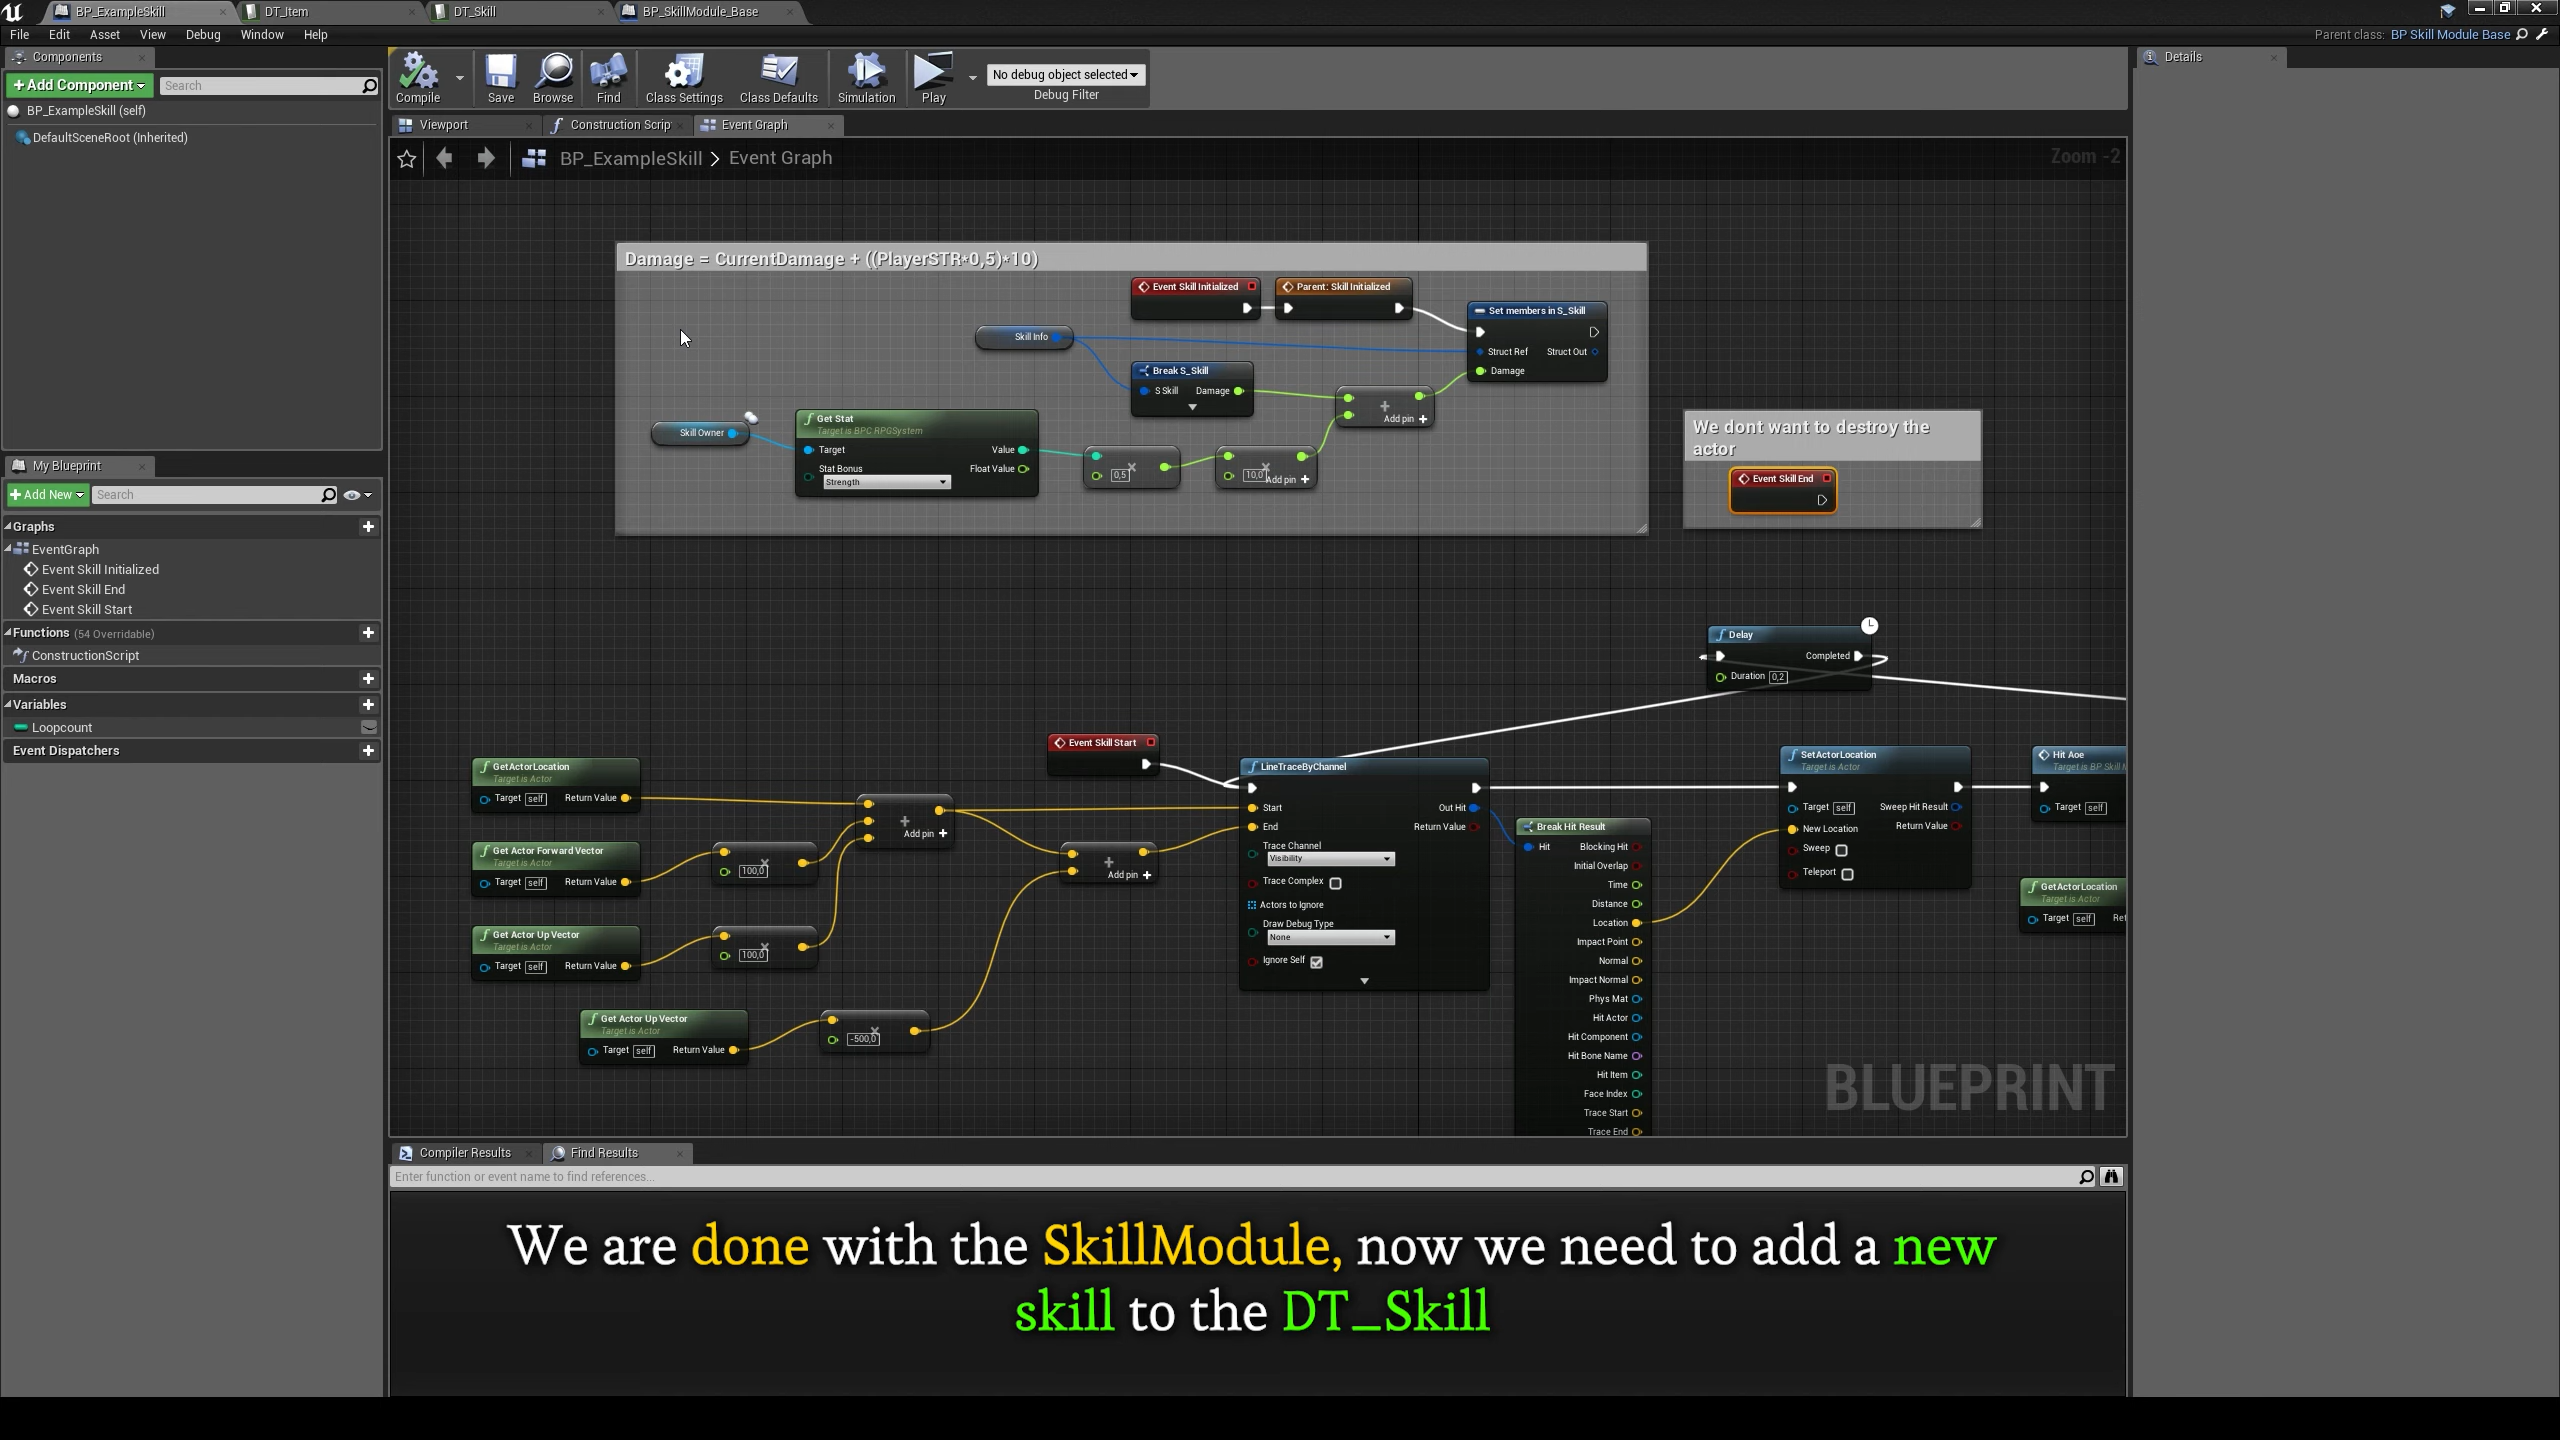 BP_ExampleSkill
DT_Item
DT_Skill
BP_SkillModule_Base
File Edit Asset View Debug Window Help
Parent class: BP Skill Module Base
Components
+ Add Component
Search
BP_ExampleSkill (self)
DefaultSceneRoot (Inherited)
My Blueprint
+ Add New
Search
Graphs
EventGraph
Event Skill Initialized
Event Skill End
Event Skill Start
Functions (54 Overridable)
ConstructionScript
Macros
Variables
Loopcount
Event Dispatchers
Compile
Save
Browse
Find
Class Settings
Class Defaults
Simulation
Play
No debug object selected
Debug Filter
Viewport
Construction Scrip
Event Graph
BP_ExampleSkill > Event Graph
Zoom -2
Damage = CurrentDamage + ((PlayerSTR*0,5)*10)
Event Skill Initialized
Parent: Skill Initialized
Set members in S_Skill
Struct Ref Struct Out
Damage
Skill Info
Break S_Skill
S Skill Damage
Add pin +
Skill Owner
Get Stat
Target is BPC RPGSystem
Target Value
Stat Bonus Float Value
Strength
0,5
10,0
Add pin +
We dont want to destroy the
actor
Event Skill End
Delay
Completed
Duration 0,2
Event Skill Start
GetActorLocation
Target is Actor
Target self Return Value
Get Actor Forward Vector
Target is Actor
Target self Return Value
100,0
Get Actor Up Vector
Target is Actor
Target self Return Value
100,0
Get Actor Up Vector
Target is Actor
Target self Return Value
-500,0
Add pin +
Add pin +
LineTraceByChannel
Start Out Hit
End Return Value
Trace Channel
Visibility
Trace Complex
Actors to Ignore
Draw Debug Type
None
Ignore Self
Break Hit Result
Hit Blocking Hit
Initial Overlap
Time
Distance
Location
Impact Point
Normal
Impact Normal
Phys Mat
Hit Actor
Hit Component
Hit Bone Name
Hit Item
Face Index
Trace Start
Trace End
SetActorLocation
Target is Actor
Target self Sweep Hit Result
New Location Return Value
Sweep
Teleport
Hit Aoe
Target is BP Skill M
Target self
GetActorLocation
Target is Actor
Target self Ret
BLUEPRINT
Compiler Results
Find Results
Enter function or event name to find references...
We are done with the SkillModule, now we need to add a new
skill to the DT_Skill
Details